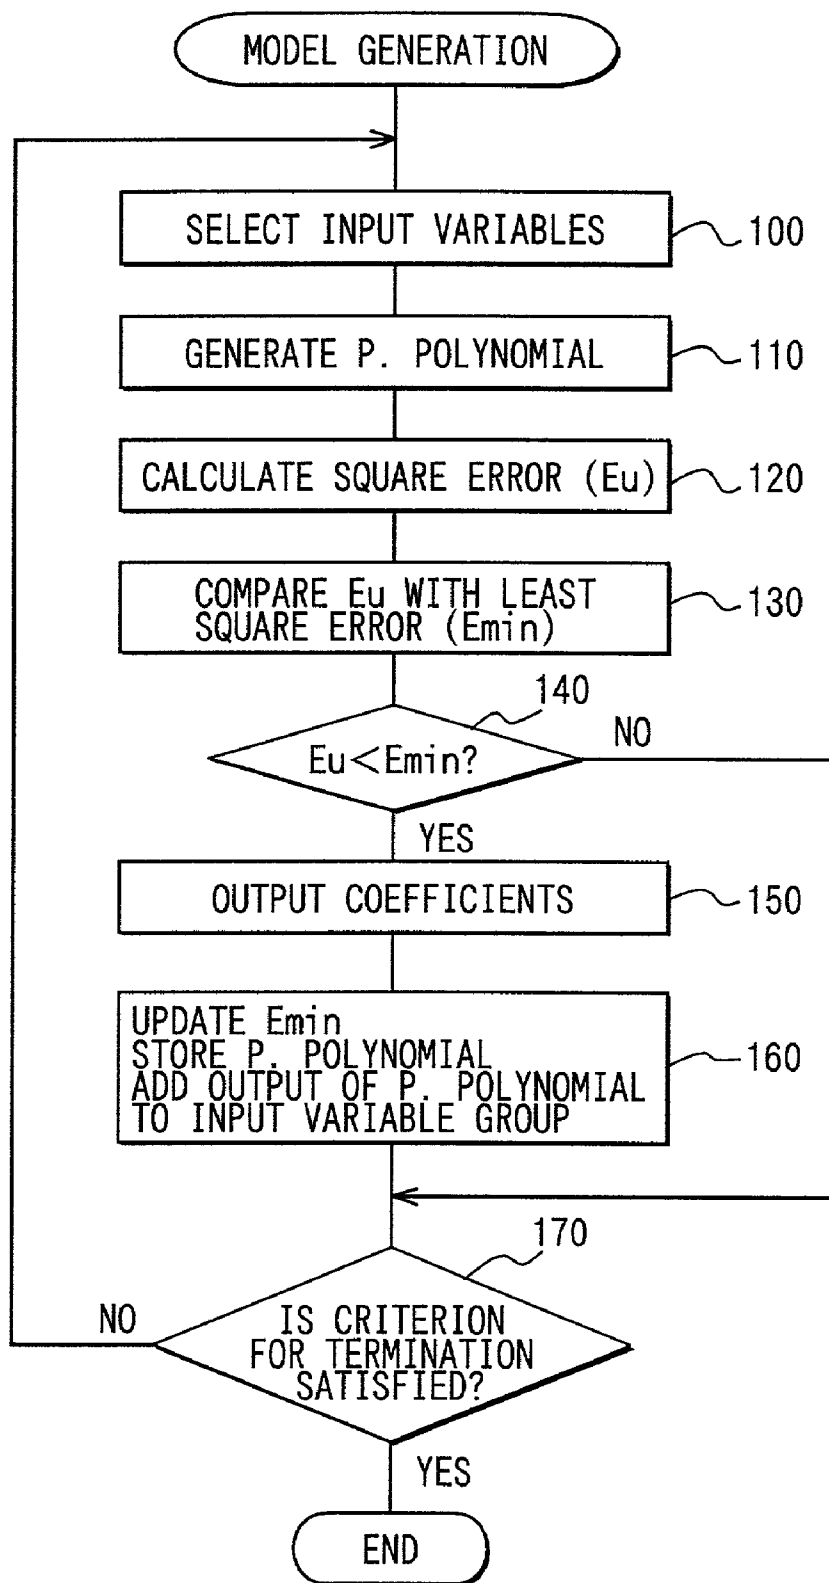 MODEL GENERATION
SELECT INPUT VARIABLES
100
GENERATE P. POLYNOMIAL
110
CALCULATE SQUARE ERROR (Eu)
120
COMPARE Eu WITH LEAST
SQUARE ERROR (Emin)
130
140
Eu<Emin?
NO
YES
OUTPUT COEFFICIENTS
150
UPDATE Emin
STORE P. POLYNOMIAL
ADD OUTPUT OF P. POLYNOMIAL
TO INPUT VARIABLE GROUP
160
170
NO
IS CRITERION
FOR TERMINATION
SATISFIED?
YES
END